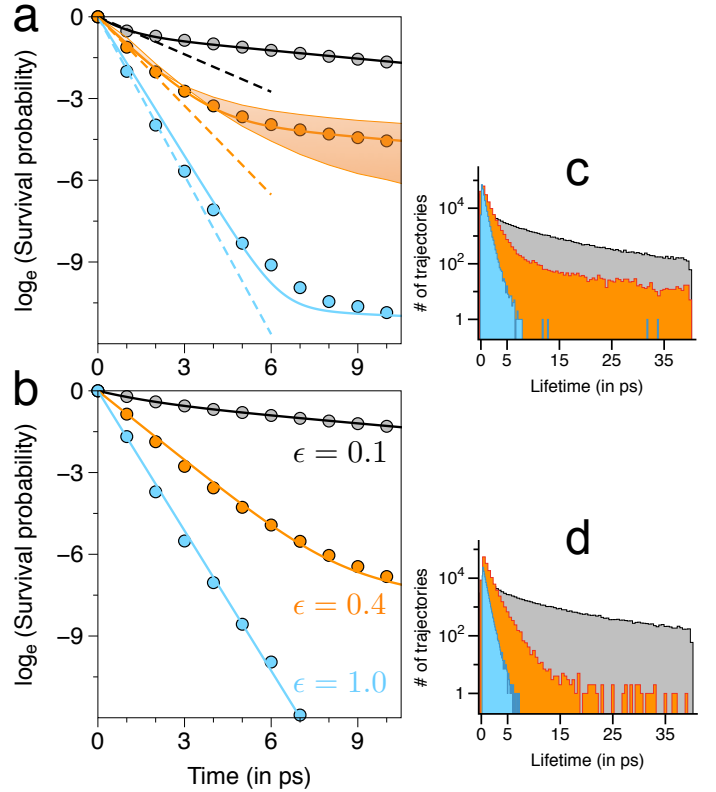 a
0
−3
−6
−9
log_e (Survival probability)
0 3 6 9
c
10^4
10^2
1
# of trajectories
0 5 15 25 35
Lifetime (in ps)
b
0
−3
−6
−9
log_e (Survival probability)
ϵ = 0.1
ϵ = 0.4
ϵ = 1.0
0 3 6 9
Time (in ps)
d
10^4
10^2
1
# of trajectories
0 5 15 25 35
Lifetime (in ps)